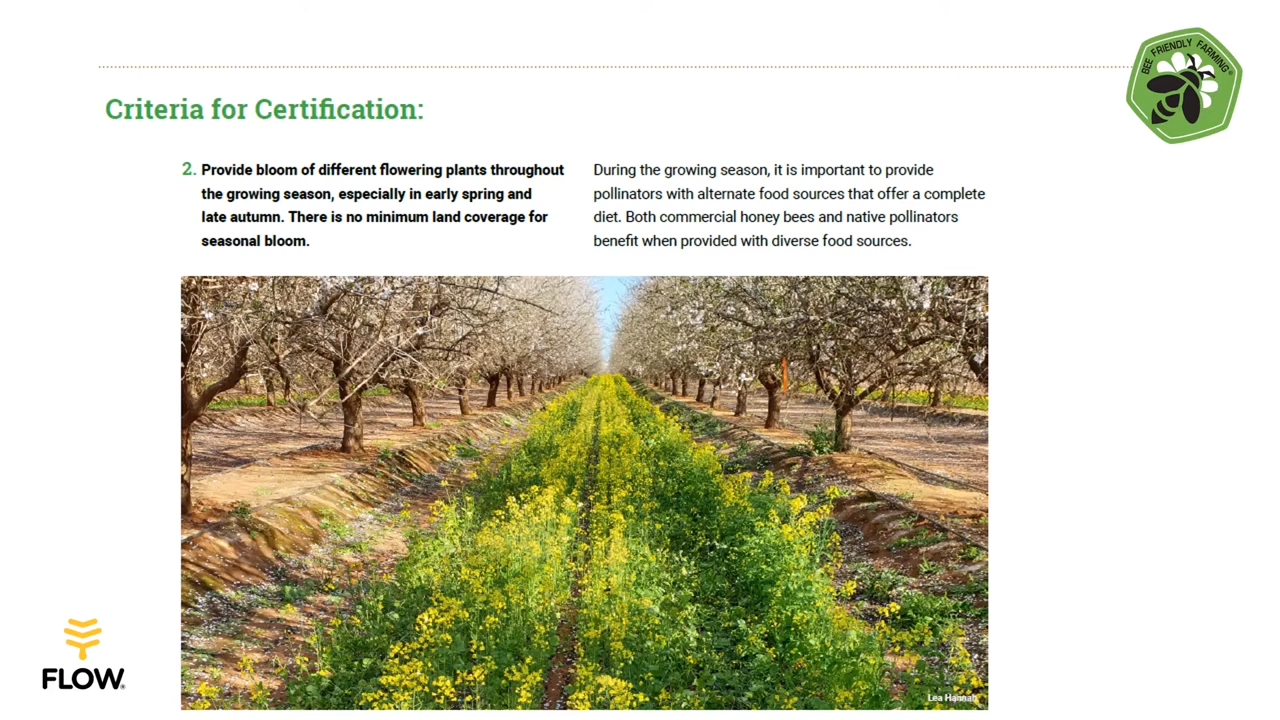 BEE FRIENDLY FARMING®
Criteria for Certification:
2. Provide bloom of different flowering plants throughout
the growing season, especially in early spring and
late autumn. There is no minimum land coverage for
seasonal bloom.
During the growing season, it is important to provide
pollinators with alternate food sources that offer a complete
diet. Both commercial honey bees and native pollinators
benefit when provided with diverse food sources.
Lea Hannah
FLOW®